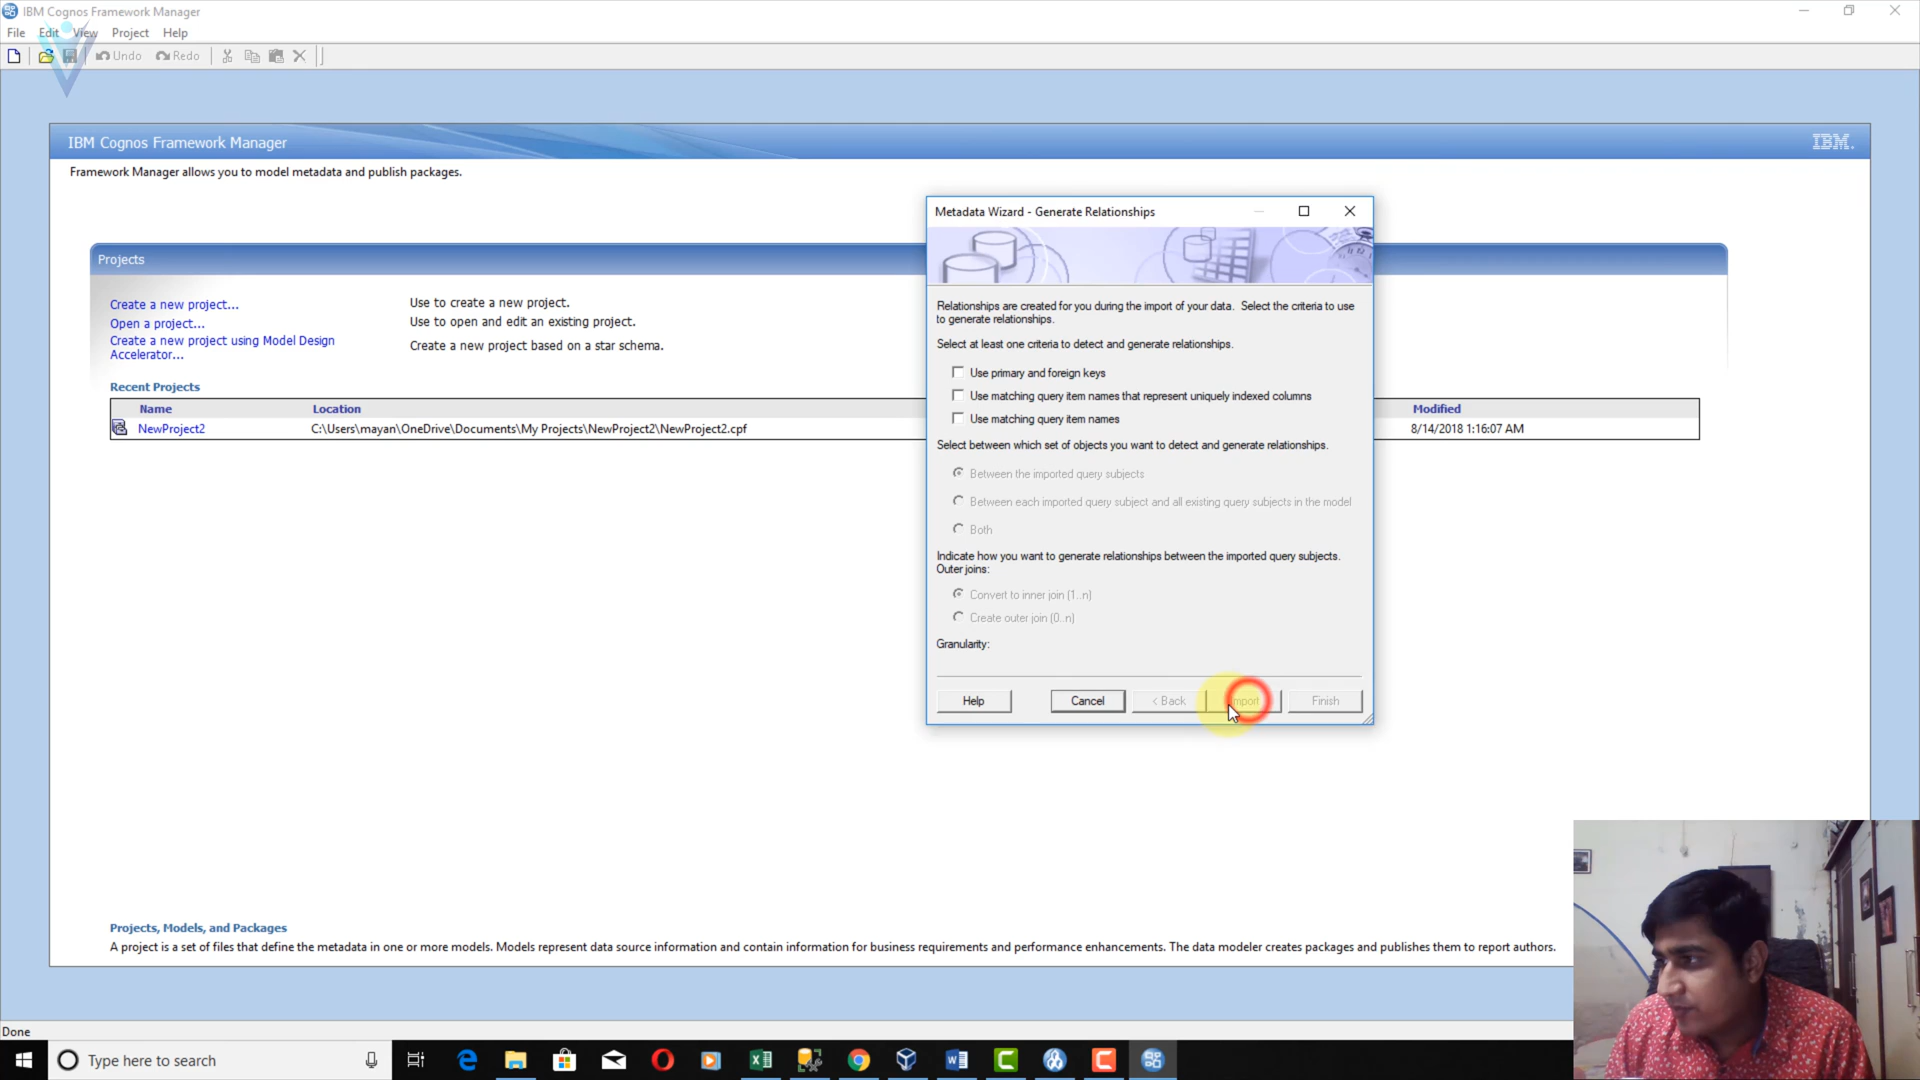 IBM Cognos Framework Manager
File Edit View Project Help
Undo Redo
IBM Cognos Framework Manager
IBM.
Framework Manager allows you to model metadata and publish packages.
Projects
Create a new project...
Use to create a new project.
Open a project...
Use to open and edit an existing project.
Create a new project using Model Design
Accelerator...
Create a new project based on a star schema.
Recent Projects
Name Location Modified
NewProject2 C:\Users\mayan\OneDrive\Documents\My Projects\NewProject2\NewProject2.cpf 8/14/2018 1:16:07 AM
Metadata Wizard - Generate Relationships
Relationships are created for you during the import of your data. Select the criteria to use
to generate relationships.
Select at least one criteria to detect and generate relationships.
Use primary and foreign keys
Use matching query item names that represent uniquely indexed columns
Use matching query item names
Select between which set of objects you want to detect and generate relationships.
Between the imported query subjects
Between each imported query subject and all existing query subjects in the model
Both
Indicate how you want to generate relationships between the imported query subjects.
Outer joins:
Convert to inner join (1..n)
Create outer join (0..n)
Granularity:
Help Cancel < Back Import Finish
Projects, Models, and Packages
A project is a set of files that define the metadata in one or more models. Models represent data source information and contain information for business requirements and performance enhancements. The data modeler creates packages and publishes them to report authors.
Done
Type here to search